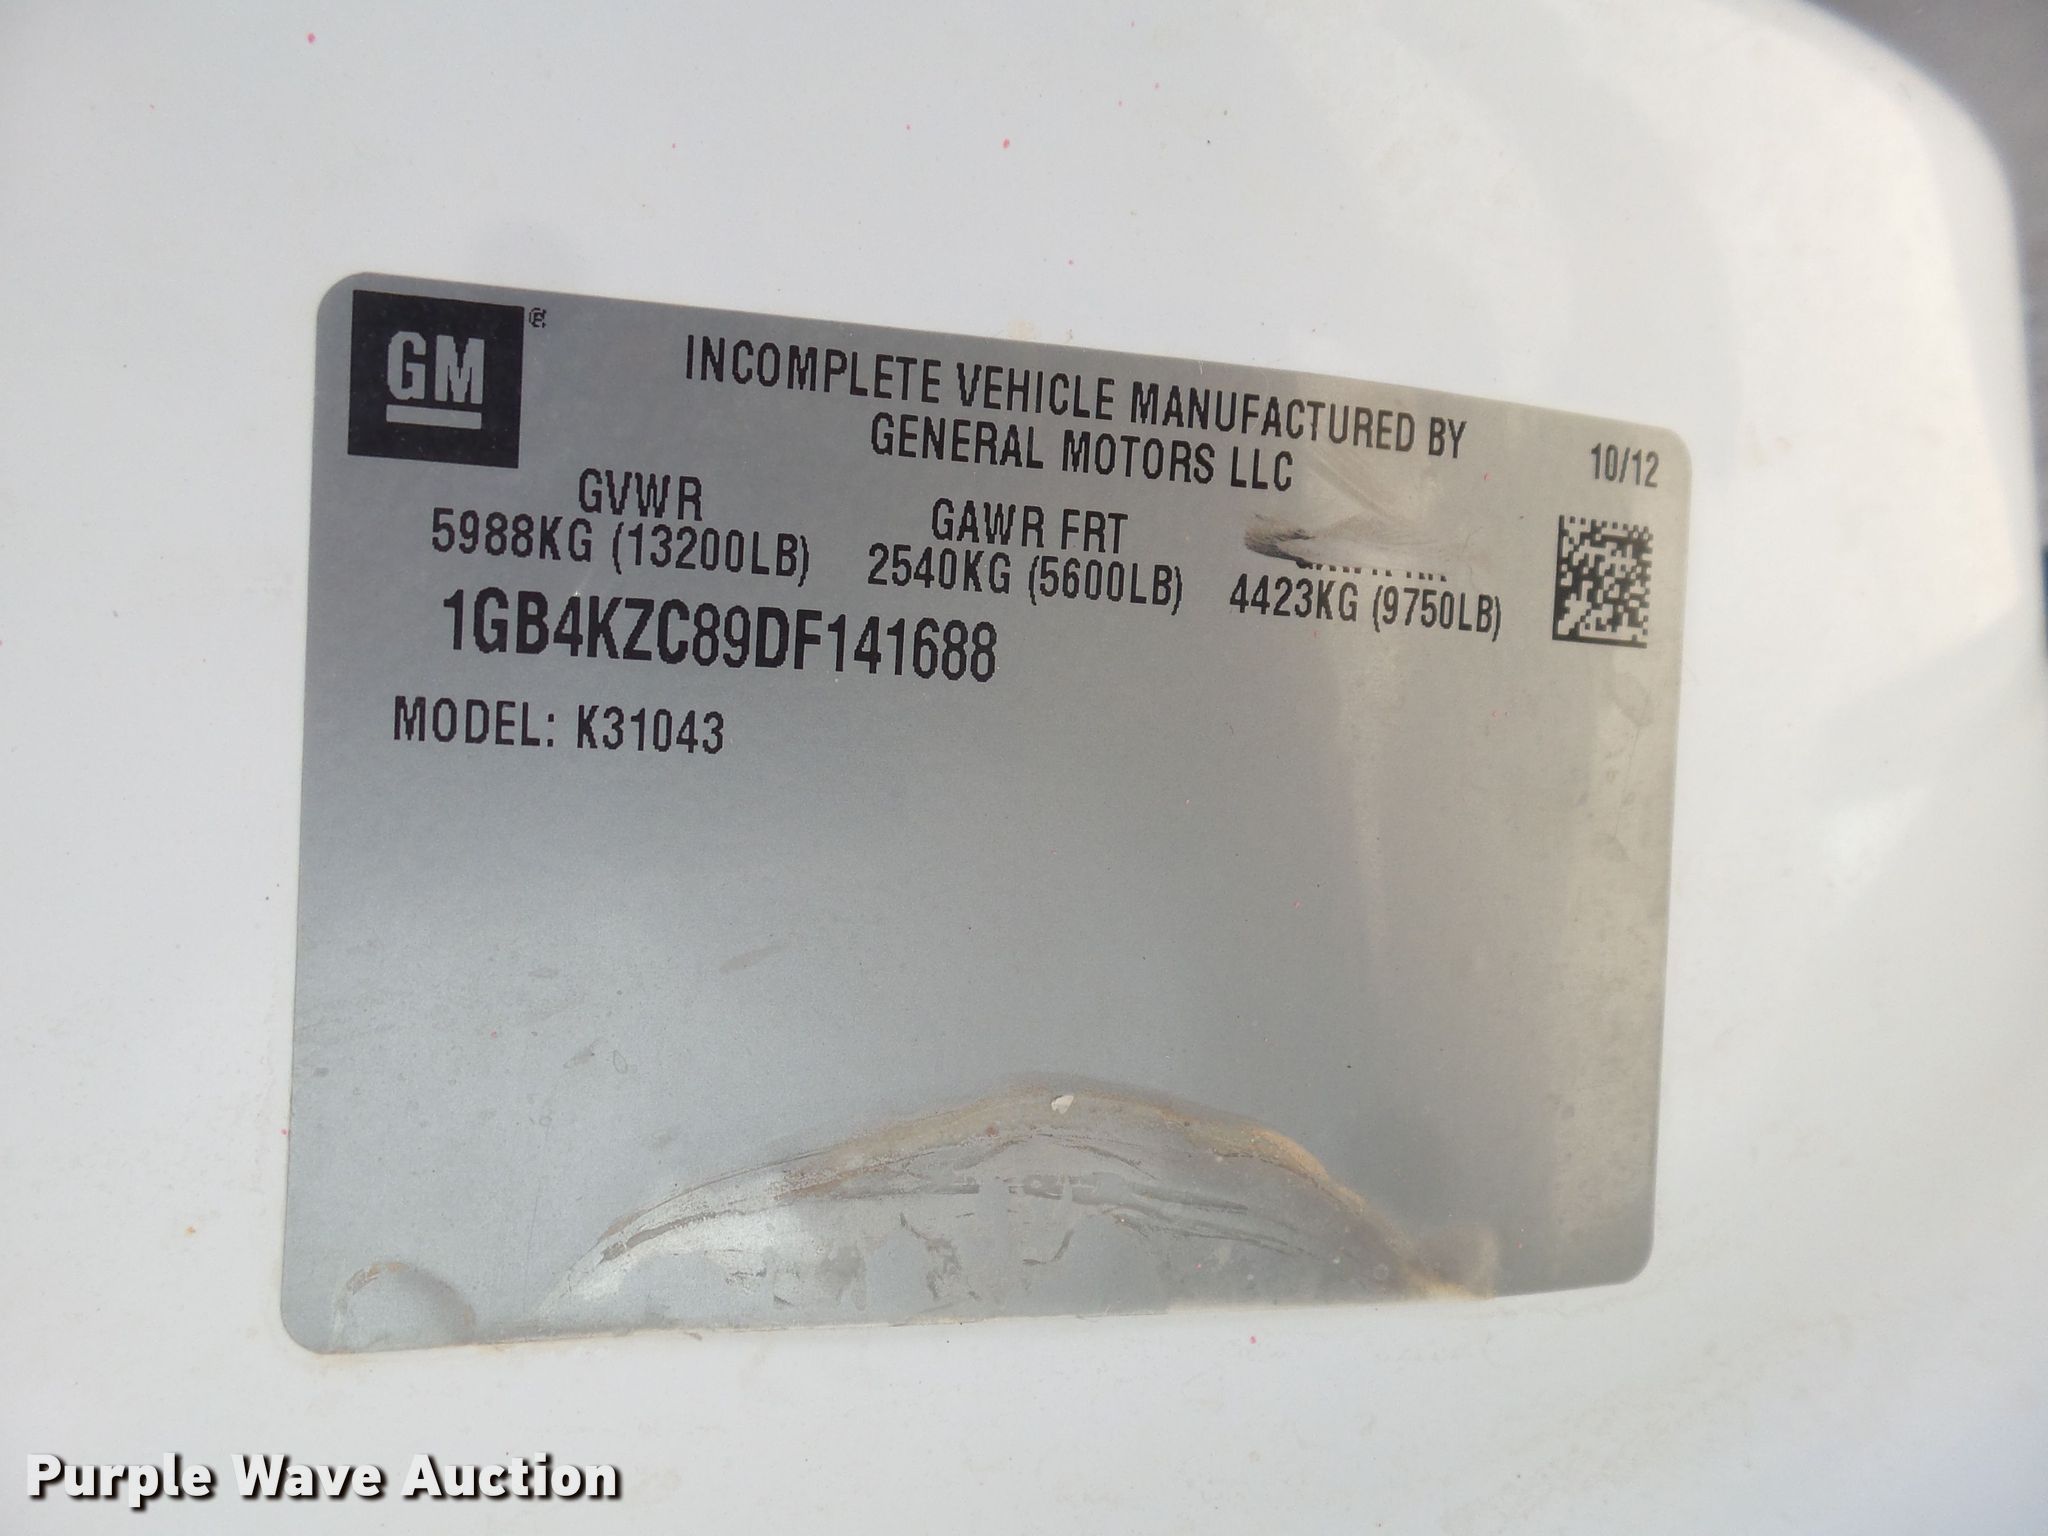 GM®
INCOMPLETE VEHICLE MANUFACTURED BY
GENERAL MOTORS LLC
10/12
GVWR
5988KG (13200LB)
GAWR FRT
2540KG (5600LB)
4423KG (9750LB)
1GB4KZC89DF141688
MODEL: K31043
Purple Wave Auction